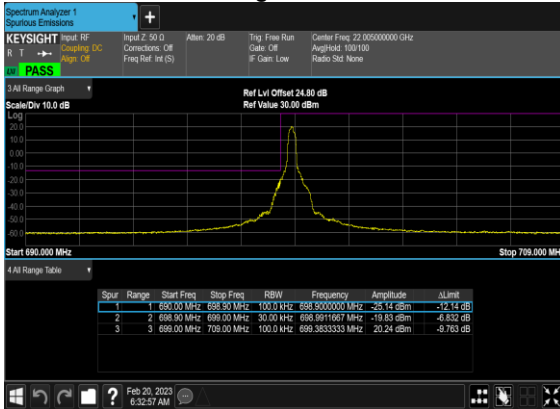 Spectrum Analyzer 1
Spurious Emissions
+
KEYSIGHT Input: RF Input Z: 50 Ω Atten: 20 dB Trig: Free Run Center Freq: 22.005000000 GHz
R T Coupling: DC Corrections: Off Gate: Off Avg|Hold: 100/100
Align: Off Freq Ref: Int (S) IF Gain: Low Radio Std: None
PASS
3 All Range Graph
Ref Lvl Offset 24.80 dB
Scale/Div 10.0 dB Ref Value 30.00 dBm
Log
20.0
10.0
0.00
-10.0
-20.0
-30.0
-40.0
-50.0
-60.0
Start 690.000 MHz Stop 709.000 MH
4 All Range Table
Spur Range Start Freq Stop Freq RBW Frequency Amplitude ΔLimit
1 1 690.00 MHz 698.90 MHz 100.0 kHz 698.9000000 MHz -25.14 dBm -12.14 dB
2 2 698.90 MHz 699.00 MHz 30.00 kHz 698.9911667 MHz -19.83 dBm -6.832 dB
3 3 699.00 MHz 709.00 MHz 100.0 kHz 699.3833333 MHz 20.24 dBm -9.763 dB
? Feb 20, 2023
6:32:57 AM